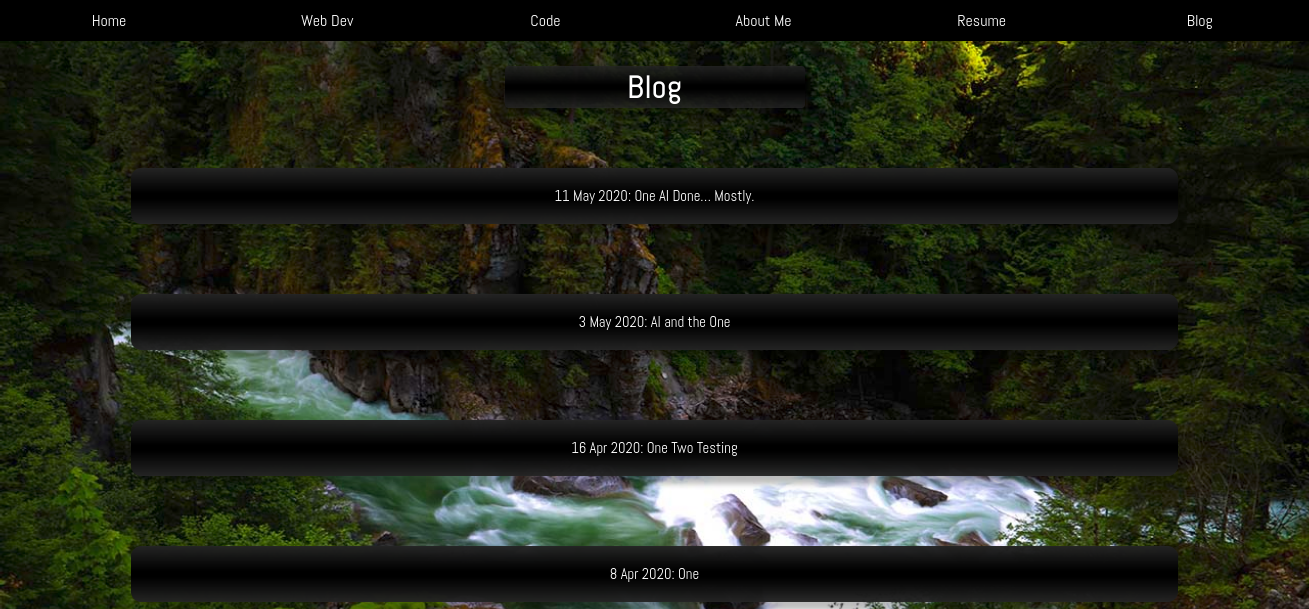 Home Web Dev Code About Me Resume Blog
Blog
11 May 2020: One AI Done... Mostly.
3 May 2020: AI and the One
16 Apr 2020: One Two Testing
8 Apr 2020: One